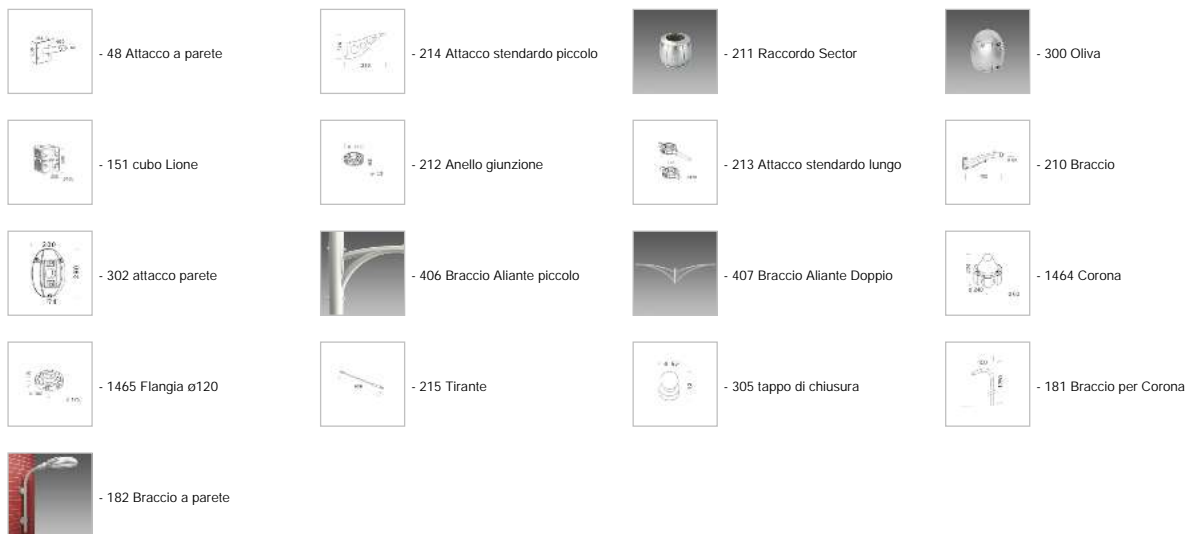 - 48 Attacco a parete
- 214 Attacco stendardo piccolo
- 211 Raccordo Sector
- 300 Oliva
- 151 cubo Lione
- 212 Anello giunzione
- 213 Attacco stendardo lungo
- 210 Braccio
200
280
- 302 attacco parete
- 406 Braccio Aliante piccolo
- 407 Braccio Aliante Doppio
- 1464 Corona
- 1465 Flangia ø120
- 215 Tirante
- 305 tappo di chiusura
- 181 Braccio per Corona
- 182 Braccio a parete